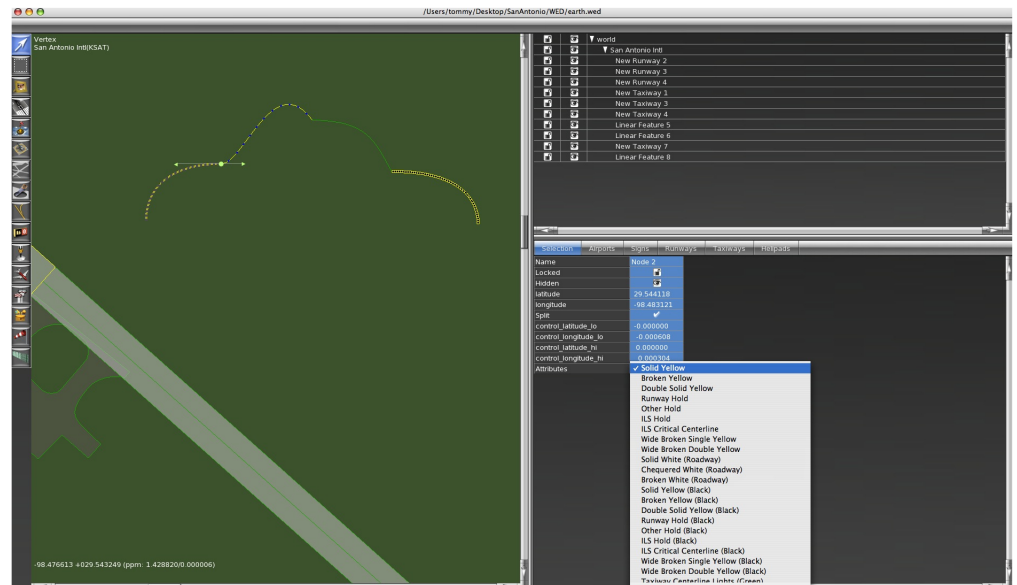 /Users/tommy/Desktop/SanAntonio/WED/earth.wed
Vertex
San Antonio Intl(KSAT)
world
San Antonio Intl
New Runway 2
New Runway 3
New Runway 4
New Taxiway 1
New Taxiway 3
New Taxiway 4
Linear Feature 5
Linear Feature 6
New Taxiway 7
Linear Feature 8
Selection Airports Signs Runways Taxiways Helipads
Name Node 2
Locked
Hidden
latitude 29.544118
longitude -98.483121
Split
control_latitude_lo -0.000000
control_longitude_lo -0.000608
control_latitude_hi 0.000000
control_longitude_hi 0.000304
Attributes ✓ Solid Yellow
Broken Yellow
Double Solid Yellow
Runway Hold
Other Hold
ILS Hold
ILS Critical Centerline
Wide Broken Single Yellow
Wide Broken Double Yellow
Solid White (Roadway)
Chequered White (Roadway)
Broken White (Roadway)
Solid Yellow (Black)
Broken Yellow (Black)
Double Solid Yellow (Black)
Runway Hold (Black)
Other Hold (Black)
ILS Hold (Black)
ILS Critical Centerline (Black)
Wide Broken Single Yellow (Black)
Wide Broken Double Yellow (Black)
Taxiway Centerline Lights (Green)
-98.476613 +029.543249 (ppm: 1.428820/0.000006)